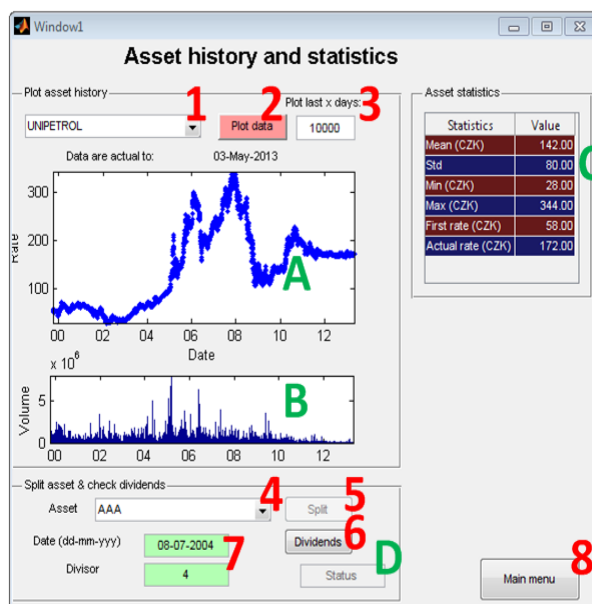 Window1
Asset history and statistics
Plot asset history
1 2 Plot last x days: 3
UNIPETROL Plot data 10000
Data are actual to: 03-May-2013
300
200
100
Rate
A
00 02 04 06 08 10 12
Date
x 10^6
5
0
Volume
B
00 02 04 06 08 10 12
Asset statistics
Statistics Value
Mean (CZK) 142.00
Std 80.00
Min (CZK) 28.00
Max (CZK) 344.00
First rate (CZK) 58.00
Actual rate (CZK) 172.00
C
Split asset & check dividends
Asset AAA 4 Split 5
Date (dd-mm-yyy) 08-07-2004 7 Dividends 6
Divisor 4 Status D
Main menu 8